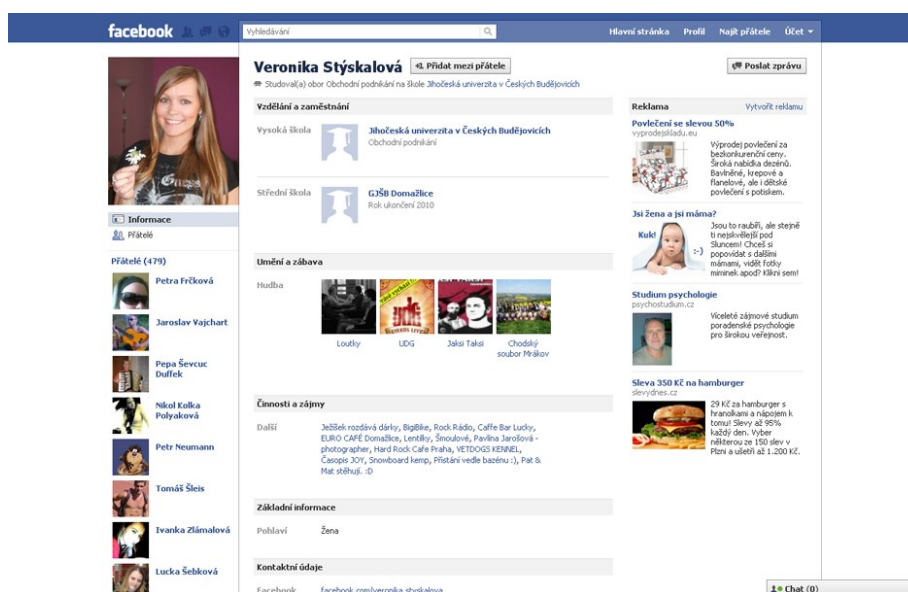 facebook
Vyhledávání
Hlavní stránka Profil Najít přátele Účet
Veronika Stýskalová
Přidat mezi přátele
Poslat zprávu
Studoval(a) obor Obchodní podnikání na škole Jihočeská univerzita v Českých Budějovicích
Informace
Přátelé
Přátelé (479)
Petra Frčková
Jaroslav Vajchart
Pepa Ševcuc
Duffek
Nikol Kolka
Polyaková
Petr Neumann
Tomáš Šleis
Ivanka Zlámalová
Lucka Šebková
Vzdělání a zaměstnání
Vysoká škola
Jihočeská univerzita v Českých Budějovicích
Obchodní podnikání
Střední škola
GJŠB Domažlice
Rok ukončení 2010
Umění a zábava
Hudba
UDG
Loutky UDG Jaksi Taksi Chodský
soubor Mrákov
Činnosti a zájmy
Další
Ježíšek rozdává dárky, BigBike, Rock Rádio, Caffe Bar Lucky,
EURO CAFÉ Domažlice, Lentilky, Šmoulové, Pavlína Jarošová -
photographer, Hard Rock Cafe Praha, VETDOGS KENNEL,
Časopis JOY, Snowboard kemp, Přistání vedle bazénu :), Pat &
Mat stěhují. :D
Základní informace
Pohlaví Žena
Kontaktní údaje
Facebook facebook.com/veronika.styskalova
Reklama Vytvořit reklamu
Povlečení se slevou 50%
vyprodejskladu.eu
Výprodej povlečení za
bezkonkurenční ceny.
Široká nabídka dezénů.
Bavlněné, krepové a
flanelové, ale i dětské
povlečení s potiskem.
Jsi žena a jsi máma?
Kuk!
:-)
Jsou to raubíři, ale stejně
ti nejskvělejší pod
Sluncem! Chceš si
popovídat s dalšími
mámami, vidět fotky
miminek apod? Klikni sem!
Studium psychologie
psychostudium.cz
Víceleté zájmové studium
poradenské psychologie
pro širokou veřejnost.
Sleva 350 Kč na hamburger
slevydnes.cz
29 Kč za hamburger s
hranolkami a nápojem k
tomu! Slevy až 95%
každý den. Vyber
některou ze 150 slev v
Plzni a ušetři až 1.200 Kč.
Chat (0)